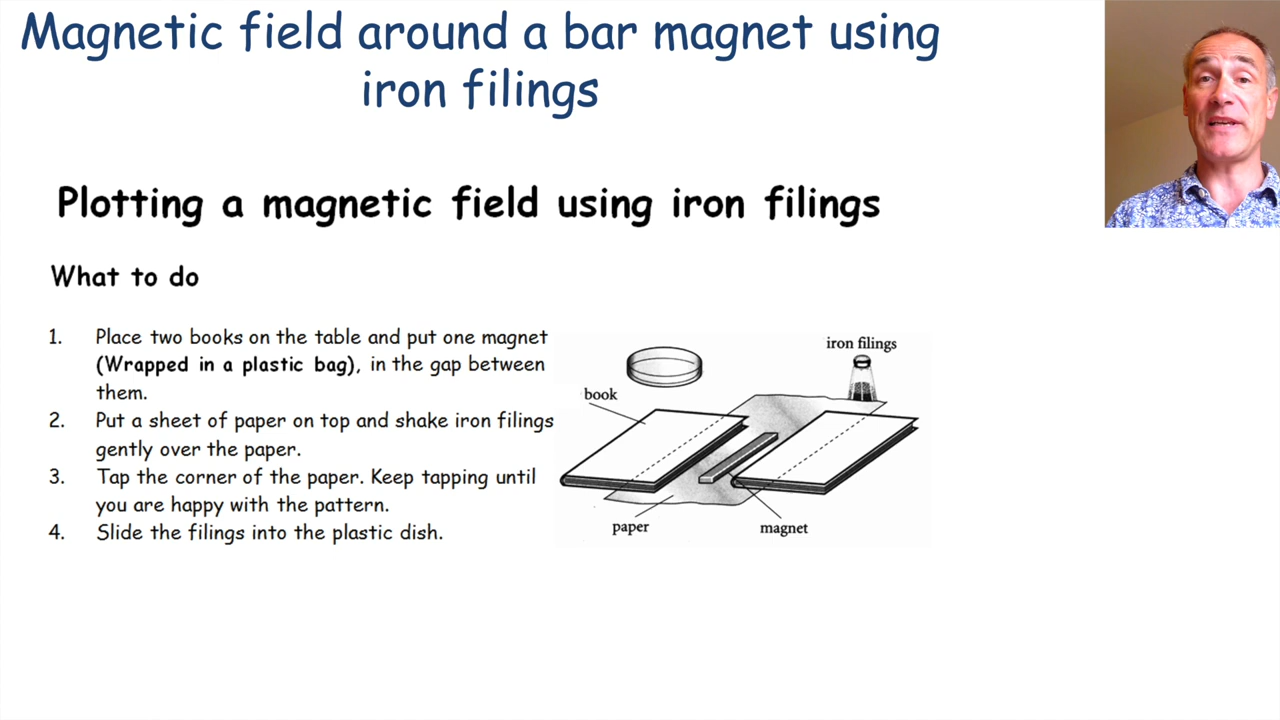 Magnetic field around a bar magnet using
iron filings
Plotting a magnetic field using iron filings
What to do
1. Place two books on the table and put one magnet
(Wrapped in a plastic bag), in the gap between
them.
2. Put a sheet of paper on top and shake iron filings
gently over the paper.
3. Tap the corner of the paper. Keep tapping until
you are happy with the pattern.
4. Slide the filings into the plastic dish.
iron filings
book
paper
magnet